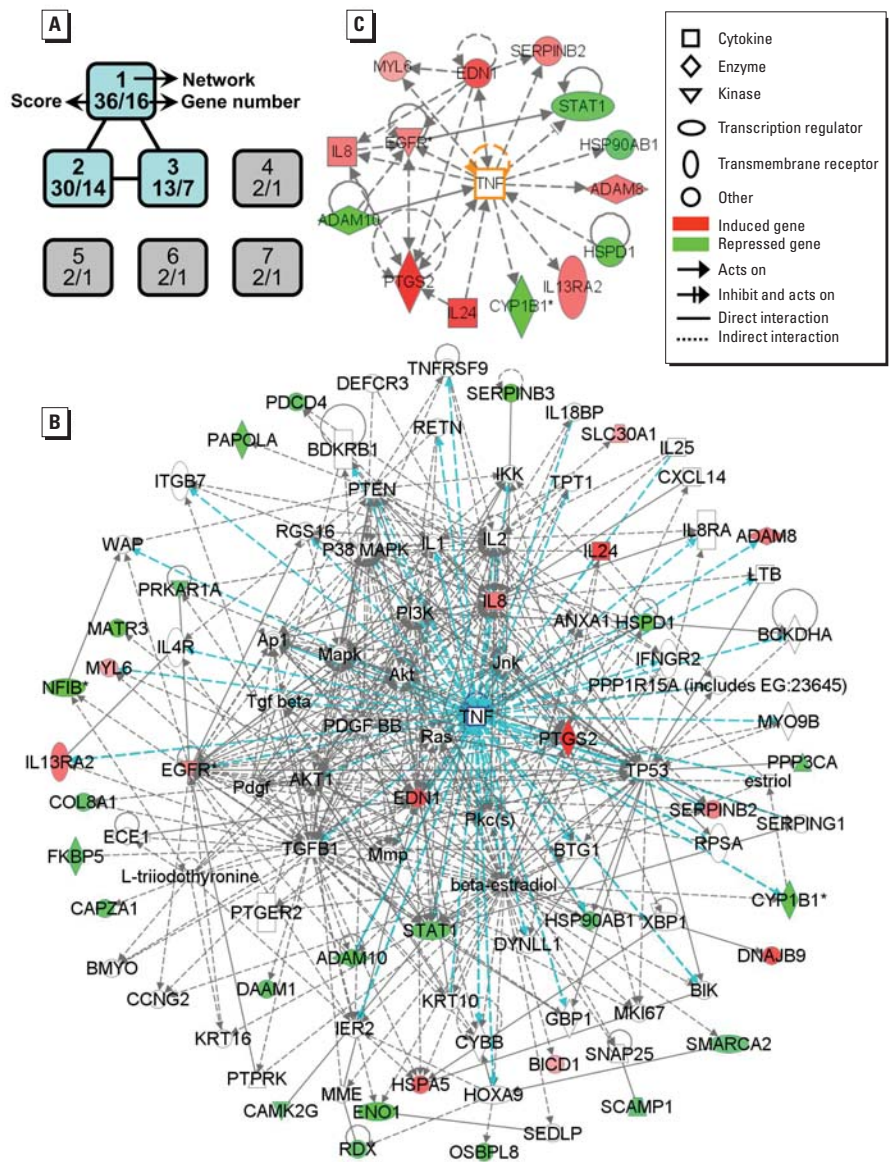 A
1
Network
Score
36/16
Gene number
2
30/14
3
13/7
4
2/1
5
2/1
6
2/1
7
2/1
C
MYL6
EDN1
SERPINB2
STAT1
IL8
EGFR*
HSP90AB1
TNF
ADAM8
ADAM10
HSPD1
PTGS2
IL24
CYP1B1*
IL13RA2
Cytokine
Enzyme
Kinase
Transcription regulator
Transmembrane receptor
Other
Induced gene
Repressed gene
Acts on
Inhibit and acts on
Direct interaction
Indirect interaction
B
TNFRSF9
DEFCR3
SERPINB3
PDCD4
RETN
IL18BP
PAPOLA
BDKRB1
SLC30A1
IL25
ITGB7
PTEN
IKK
TPT1
CXCL14
RGS16
IL1
IL2
IL8RA
ADAM8
WAP
P38 MAPK
IL24
LTB
PRKAR1A
IL8
PI3K
ANXA1
HSPD1
MATR3
IL4R
Ap1
Mapk
Jnk
IFNGR2
BCKDHA
MYL6
Akt
NFIB*
PPP1R15A (includes EG:23645)
Tgf beta
TNF
PDGF BB
Ras
PTGS2
MYO9B
IL13RA2
EGFR*
AKT1
TP53
PPP3CA
estriol
Pdgf
COL8A1
EDN1
SERPINB2
Pkc(s)
SERPING1
ECE1
TGFB1
Mmp
BTG1
RPSA
FKBP5
L-triiodothyronine
beta-estradiol
CYP1B1*
CAPZA1
PTGER2
STAT1
HSP90AB1
XBP1
DYNLL1
BMYO
ADAM10
DNAJB9
CCNG2
DAAM1
KRT10
BIK
KRT16
IER2
CYBB
GBP1
MKI67
SMARCA2
PTPRK
MME
HSPA5
HOXA9
BICD1
SNAP25
CAMK2G
ENO1
SCAMP1
RDX
OSBPL8
SEDLP